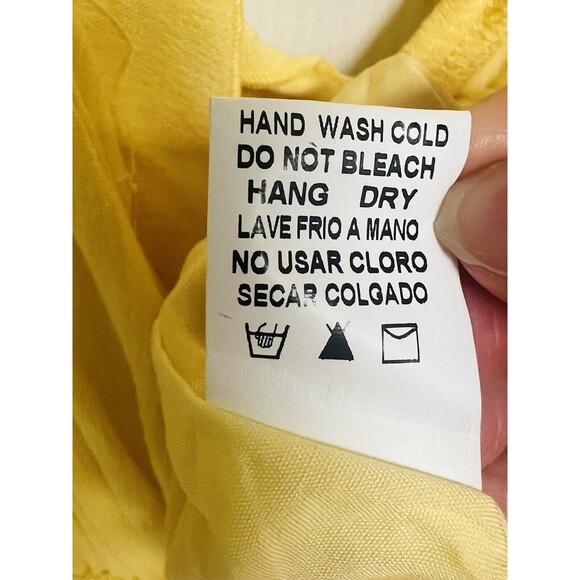 HAND WASH COLD
DO NOT BLEACH
HANG DRY
LAVE FRIO A MANO
NO USAR CLORO
SECAR COLGADO